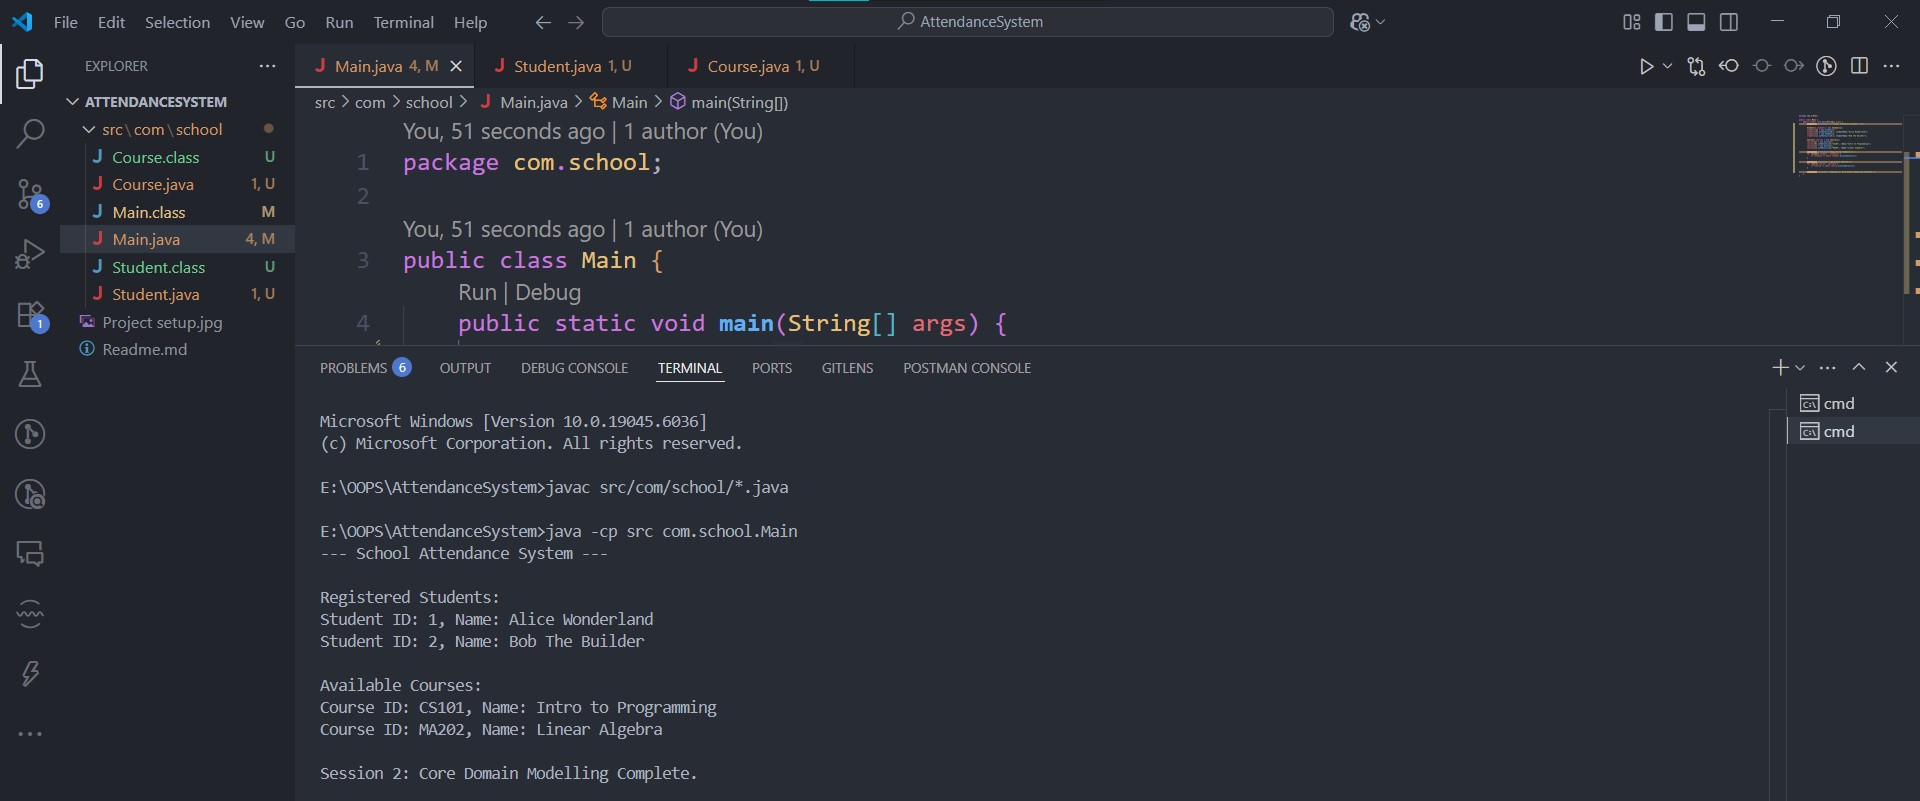 File Edit Selection View Go Run Terminal Help
AttendanceSystem
EXPLORER
ATTENDANCESYSTEM
src\com\school
Course.class U
Course.java 1, U
Main.class M
Main.java 4, M
Student.class U
Student.java 1, U
Project setup.jpg
Readme.md
6
1
Main.java 4, M
Student.java 1, U
Course.java 1, U
src > com > school > Main.java > Main > main(String[])
You, 51 seconds ago | 1 author (You)
1 package com.school;
2
You, 51 seconds ago | 1 author (You)
3 public class Main {
Run | Debug
4 public static void main(String[] args) {
PROBLEMS 6 OUTPUT DEBUG CONSOLE TERMINAL PORTS GITLENS POSTMAN CONSOLE
Microsoft Windows [Version 10.0.19045.6036]
(c) Microsoft Corporation. All rights reserved.
E:\OOPS\AttendanceSystem>javac src/com/school/*.java
E:\OOPS\AttendanceSystem>java -cp src com.school.Main
--- School Attendance System ---
Registered Students:
Student ID: 1, Name: Alice Wonderland
Student ID: 2, Name: Bob The Builder
Available Courses:
Course ID: CS101, Name: Intro to Programming
Course ID: MA202, Name: Linear Algebra
Session 2: Core Domain Modelling Complete.
cmd
cmd